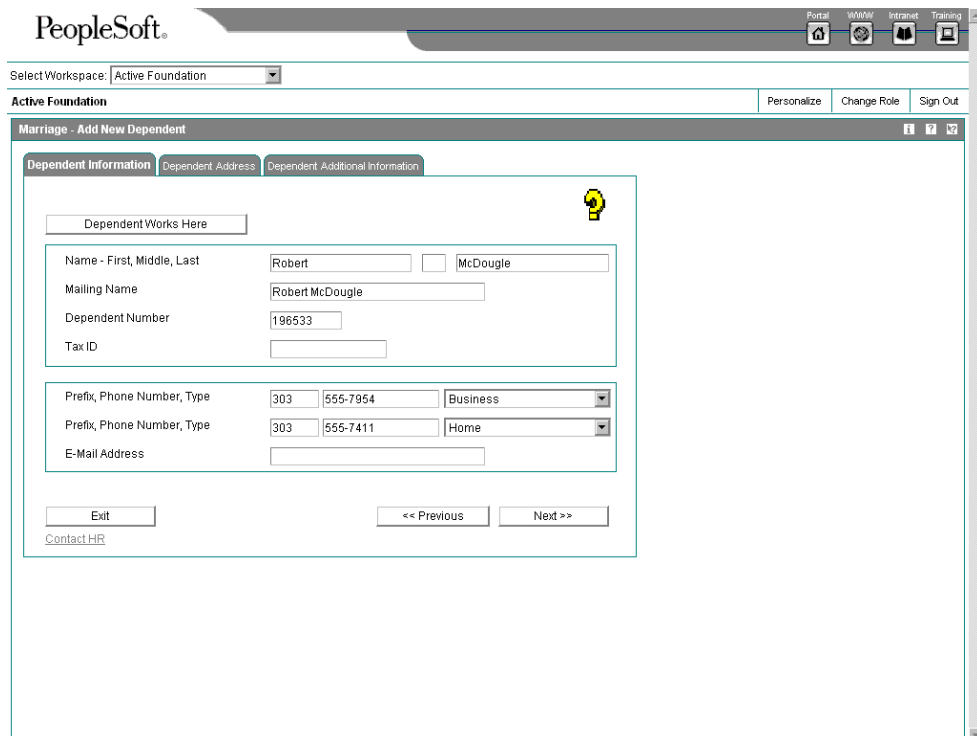 PeopleSoft®
Portal WWW Intranet Training
Select Workspace: Active Foundation
Active Foundation Personalize Change Role Sign Out
Marriage - Add New Dependent
Dependent Information Dependent Address Dependent Additional Information
Dependent Works Here
Name - First, Middle, Last Robert McDougle
Mailing Name Robert McDougle
Dependent Number 196533
Tax ID
Prefix, Phone Number, Type 303 555-7954 Business
Prefix, Phone Number, Type 303 555-7411 Home
E-Mail Address
Exit << Previous Next >>
Contact HR